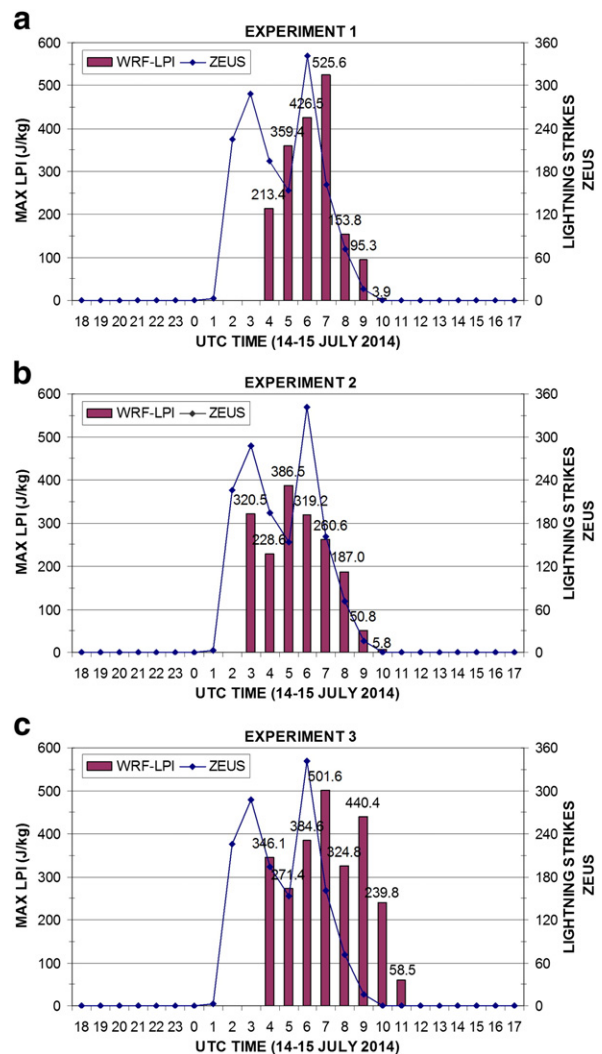 a
EXPERIMENT 1
WRF-LPI ZEUS
MAX LPI (J/kg)
600
500
400
300
200
100
0
213.4 359.4 426.5 525.6 153.8 95.3 3.9
360
300
240
180
120
60
0
LIGHTNING STRIKES
ZEUS
18 19 20 21 22 23 0 1 2 3 4 5 6 7 8 9 10 11 12 13 14 15 16 17
UTC TIME (14-15 JULY 2014)
b
EXPERIMENT 2
WRF-LPI ZEUS
MAX LPI (J/kg)
600
500
400
300
200
100
0
320.5 228.6 386.5 319.2 260.6 187.0 50.8 5.8
360
300
240
180
120
60
0
LIGHTNING STRIKES
ZEUS
18 19 20 21 22 23 0 1 2 3 4 5 6 7 8 9 10 11 12 13 14 15 16 17
UTC TIME (14-15 JULY 2014)
c
EXPERIMENT 3
WRF-LPI ZEUS
MAX LPI (J/kg)
600
500
400
300
200
100
0
346.1 271.4 384.6 501.6 324.8 440.4 239.8 58.5
360
300
240
180
120
60
0
LIGHTNING STRIKES
ZEUS
18 19 20 21 22 23 0 1 2 3 4 5 6 7 8 9 10 11 12 13 14 15 16 17
UTC TIME (14-15 JULY 2014)